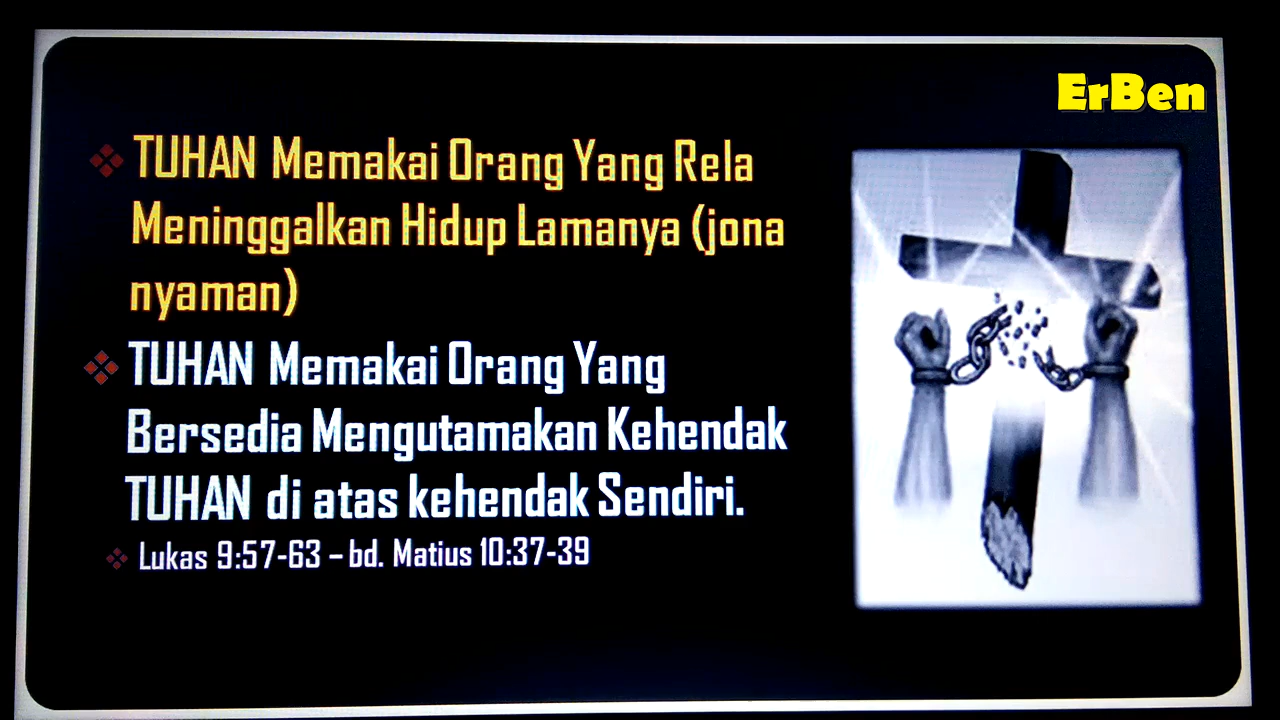 ErBen
TUHAN Memakai Orang Yang Rela
Meninggalkan Hidup Lamanya (jona
nyaman)
TUHAN Memakai Orang Yang
Bersedia Mengutamakan Kehendak
TUHAN di atas kehendak Sendiri.
Lukas 9:57-63 – bd. Matius 10:37-39